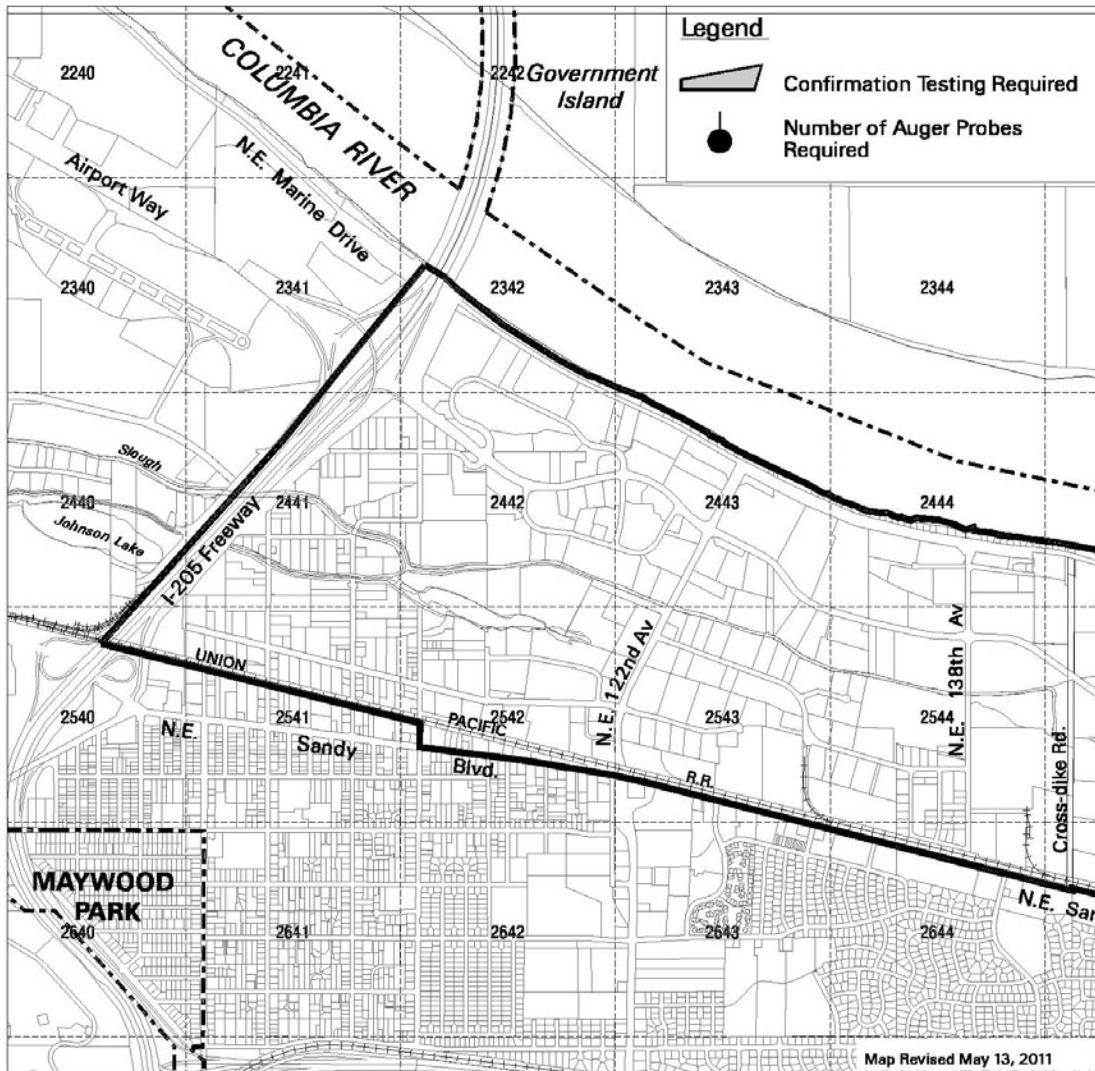 Legend
Confirmation Testing Required
Number of Auger Probes
Required
2240
2241
2242
COLUMBIA RIVER
Government
Island
N.E. Marine Drive
Airport Way
2340
2341
2342
2343
2344
Slough
2440
2441
2442
2443
2444
Johnson Lake
I-205 Freeway
UNION
PACIFIC
R.R.
N.E. 122nd Av
N.E. 138th Av
Cross-dike Rd.
2540
2541
2542
2543
2544
N.E.
Sandy
Blvd.
MAYWOOD
PARK
N.E. San
2640
2641
2642
2643
2644
Map Revised May 13, 2011